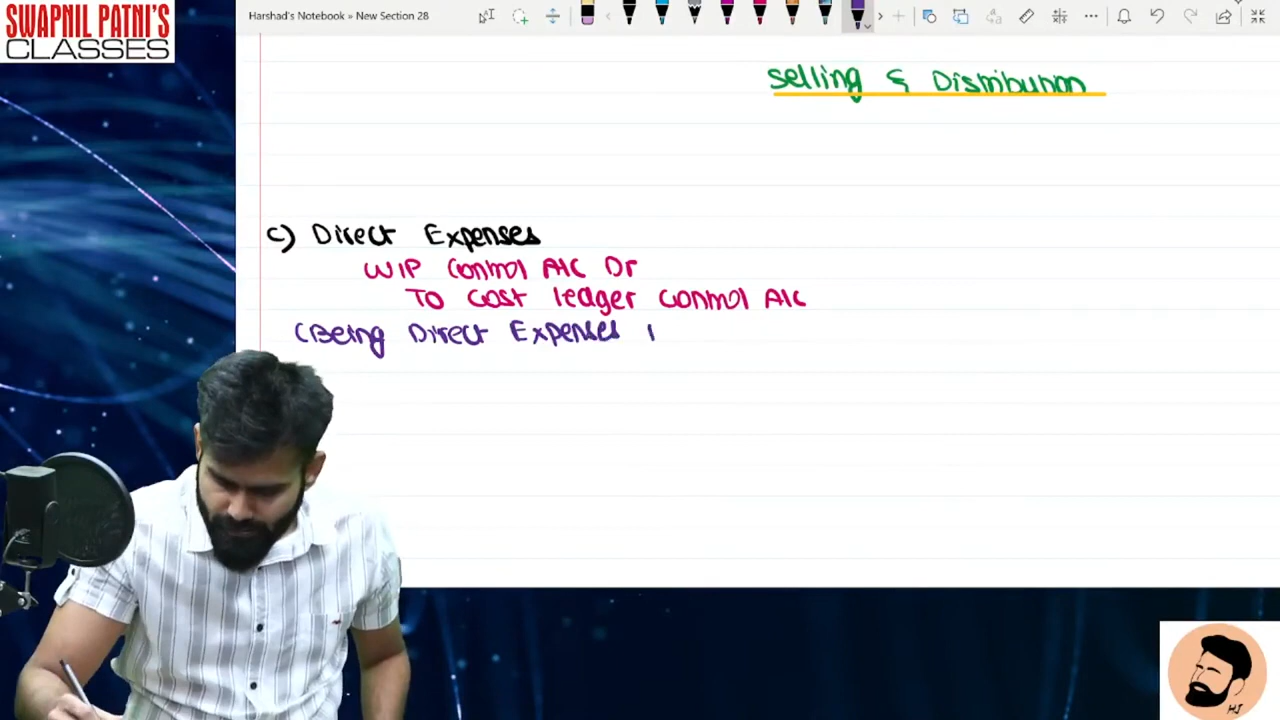 SWAPNIL PATNI'S
CLASSES
Harshad's Notebook » New Section 28
Selling & Distribution
c) Direct Expenses
WIP Control A/C Dr
To Cost ledger Control A/C
(Being Direct Expenses
HJ